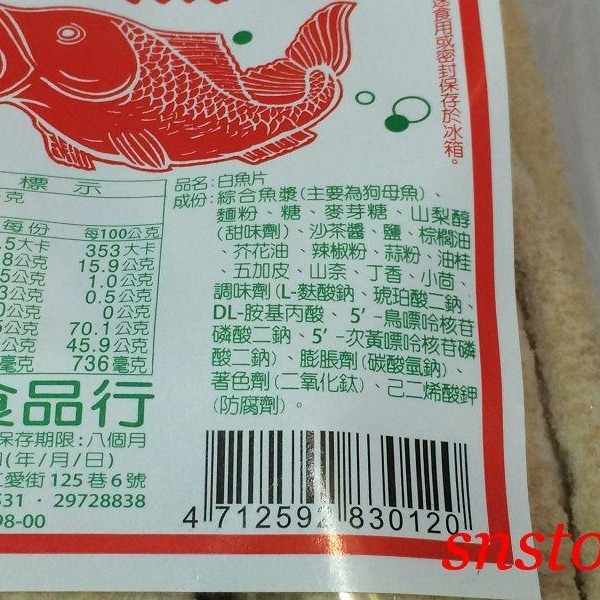 送食用或密封保存於冰箱。
標示
克
每份 每100公克
.5大卡 353大卡
8公克 15.9公克
5公克 1.0公克
3公克 0.5公克
0公克 0公克
5公克 70.1公克
公克 45.9公克
毫克 736毫克
品名:白魚片
成份:綜合魚漿(主要為狗母魚)、
麵粉、糖、麥芽糖、山梨醇
(甜味劑)、沙茶醬、鹽、棕櫚油
、芥花油、辣椒粉、蒜粉、油桂
、五加皮、山奈、丁香、小茴、
調味劑(L-麩酸鈉、琥珀酸二鈉、
DL-胺基丙酸、5'-鳥嘌呤核苷
磷酸二鈉、5'-次黃嘌呤核苷磷
酸二鈉)、膨脹劑(碳酸氫鈉)、
著色劑(二氧化鈦)、己二烯酸鉀
(防腐劑)。
食品行
保存期限:八個月
(年/月/日)
愛街125巷6號
531・29728838
98-00
4 712592 830120
snsto